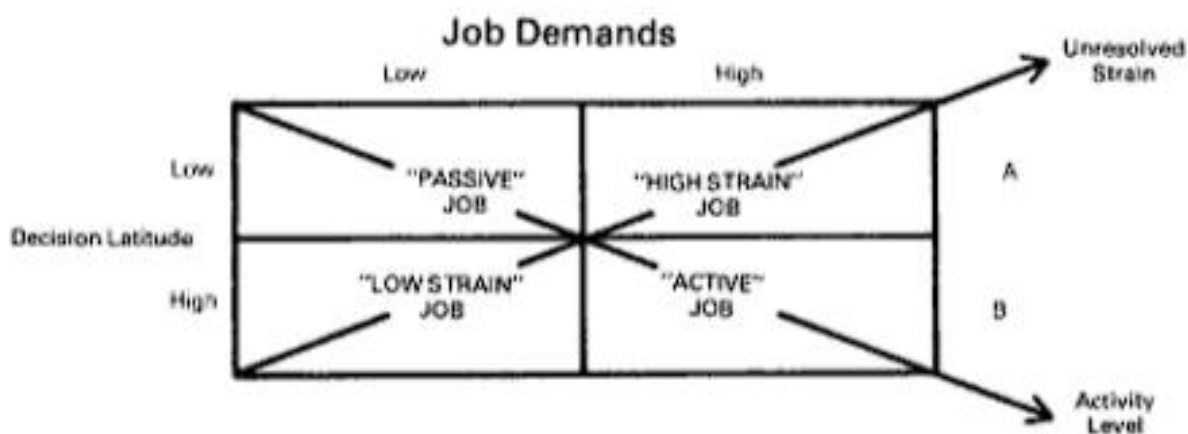 Job Demands
Low
High
Unresolved
Strain
Low
"PASSIVE"
JOB
"HIGH STRAIN"
JOB
A
Decision Latitude
High
"LOW STRAIN"
JOB
"ACTIVE"
JOB
B
Activity
Level